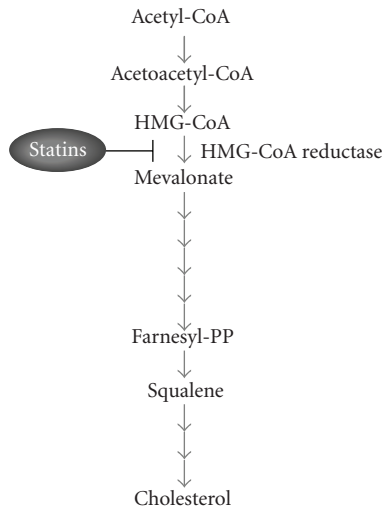 Acetyl-CoA
Acetoacetyl-CoA
HMG-CoA
Statins
HMG-CoA reductase
Mevalonate
Farnesyl-PP
Squalene
Cholesterol